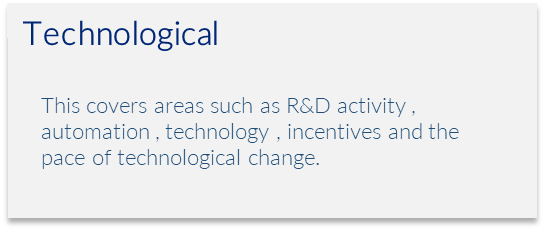 Technological
This covers areas such as R&D activity ,
automation , technology , incentives and the
pace of technological change.